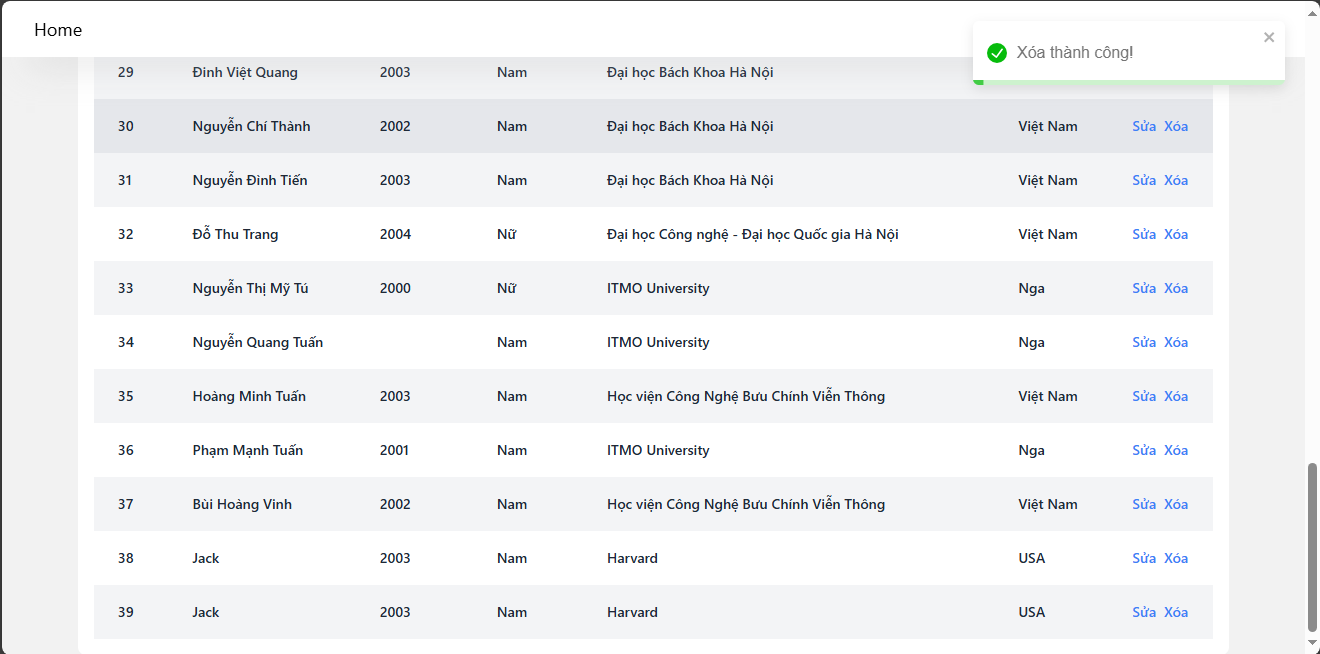 Home
Xóa thành công!
29 Đinh Việt Quang 2003 Nam Đại học Bách Khoa Hà Nội
30 Nguyễn Chí Thành 2002 Nam Đại học Bách Khoa Hà Nội Việt Nam Sửa Xóa
31 Nguyễn Đình Tiến 2003 Nam Đại học Bách Khoa Hà Nội Việt Nam Sửa Xóa
32 Đỗ Thu Trang 2004 Nữ Đại học Công nghệ - Đại học Quốc gia Hà Nội Việt Nam Sửa Xóa
33 Nguyễn Thị Mỹ Tú 2000 Nữ ITMO University Nga Sửa Xóa
34 Nguyễn Quang Tuấn Nam ITMO University Nga Sửa Xóa
35 Hoàng Minh Tuấn 2003 Nam Học viện Công Nghệ Bưu Chính Viễn Thông Việt Nam Sửa Xóa
36 Phạm Mạnh Tuấn 2001 Nam ITMO University Nga Sửa Xóa
37 Bùi Hoàng Vinh 2002 Nam Học viện Công Nghệ Bưu Chính Viễn Thông Việt Nam Sửa Xóa
38 Jack 2003 Nam Harvard USA Sửa Xóa
39 Jack 2003 Nam Harvard USA Sửa Xóa